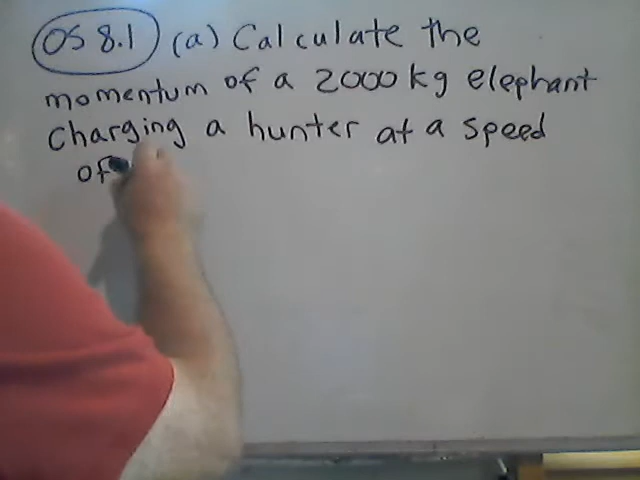 OS 8.1 (a) Calculate the
momentum of a 2000 kg elephant
charging a hunter at a speed
of